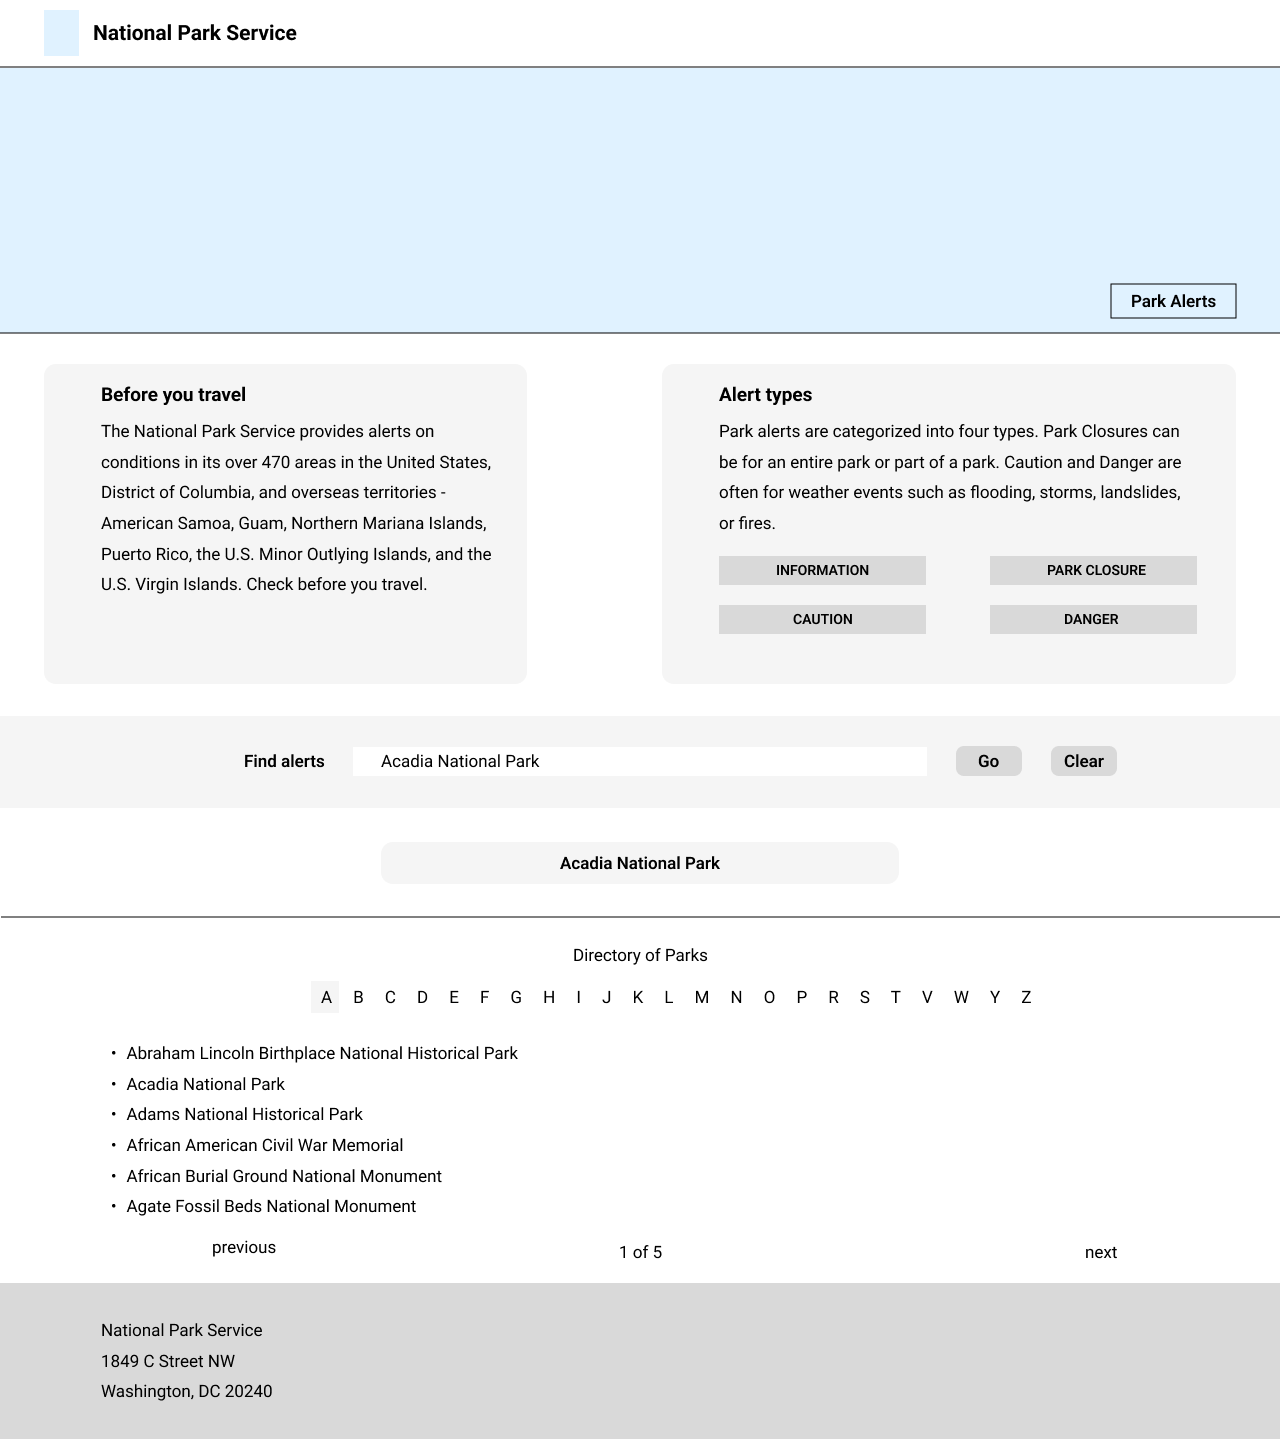 National Park Service
Park Alerts
Before you travel
The National Park Service provides alerts on
conditions in its over 470 areas in the United States,
District of Columbia, and overseas territories -
American Samoa, Guam, Northern Mariana Islands,
Puerto Rico, the U.S. Minor Outlying Islands, and the
U.S. Virgin Islands. Check before you travel.
Alert types
Park alerts are categorized into four types. Park Closures can
be for an entire park or part of a park. Caution and Danger are
often for weather events such as flooding, storms, landslides,
or fires.
INFORMATION PARK CLOSURE
CAUTION DANGER
Find alerts Acadia National Park Go Clear
Acadia National Park
Directory of Parks
A B C D E F G H I J K L M N O P R S T V W Y Z
• Abraham Lincoln Birthplace National Historical Park
• Acadia National Park
• Adams National Historical Park
• African American Civil War Memorial
• African Burial Ground National Monument
• Agate Fossil Beds National Monument
previous 1 of 5 next
National Park Service
1849 C Street NW
Washington, DC 20240